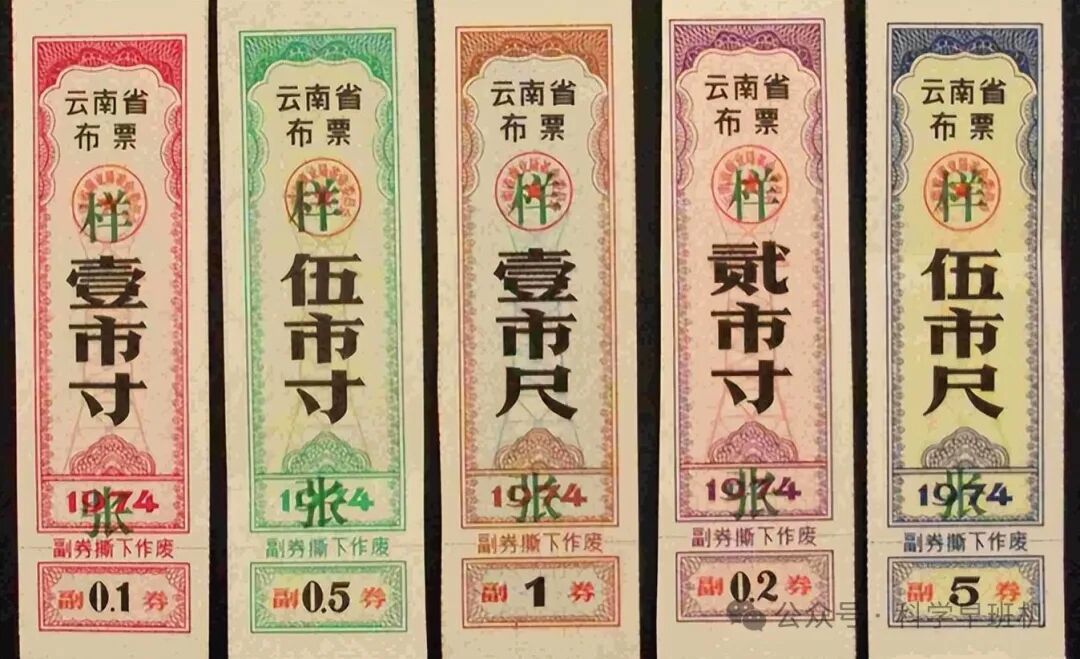 云南省
布票
样
壹市寸
1974
张
副券撕下作废
副 0.1 券
云南省
布票
样
伍市寸
1974
张
副券撕下作废
副 0.5 券
云南省
布票
样
壹市尺
1974
张
副券撕下作废
副 1 券
云南省
布票
样
贰市寸
1974
张
副券撕下作废
副 0.2 券
云南省
布票
样
伍市尺
1974
张
副券撕下作废
副 5 券
公众号·科学早班机